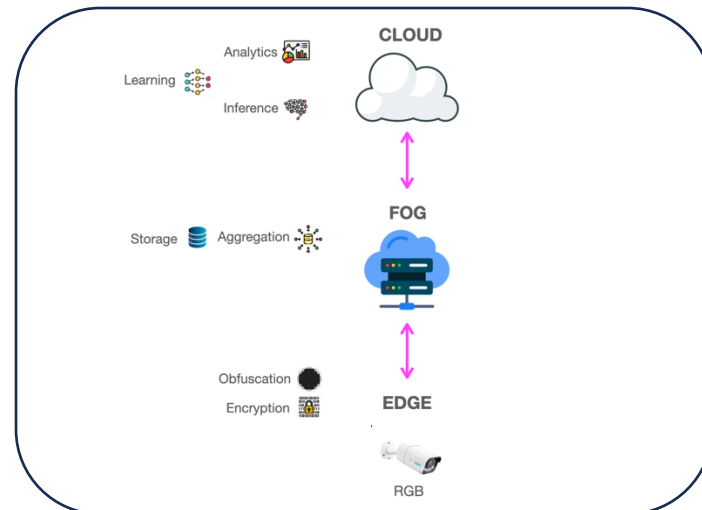 CLOUD
Analytics
Learning
Inference
FOG
Storage
Aggregation
Obfuscation
Encryption
EDGE
RGB